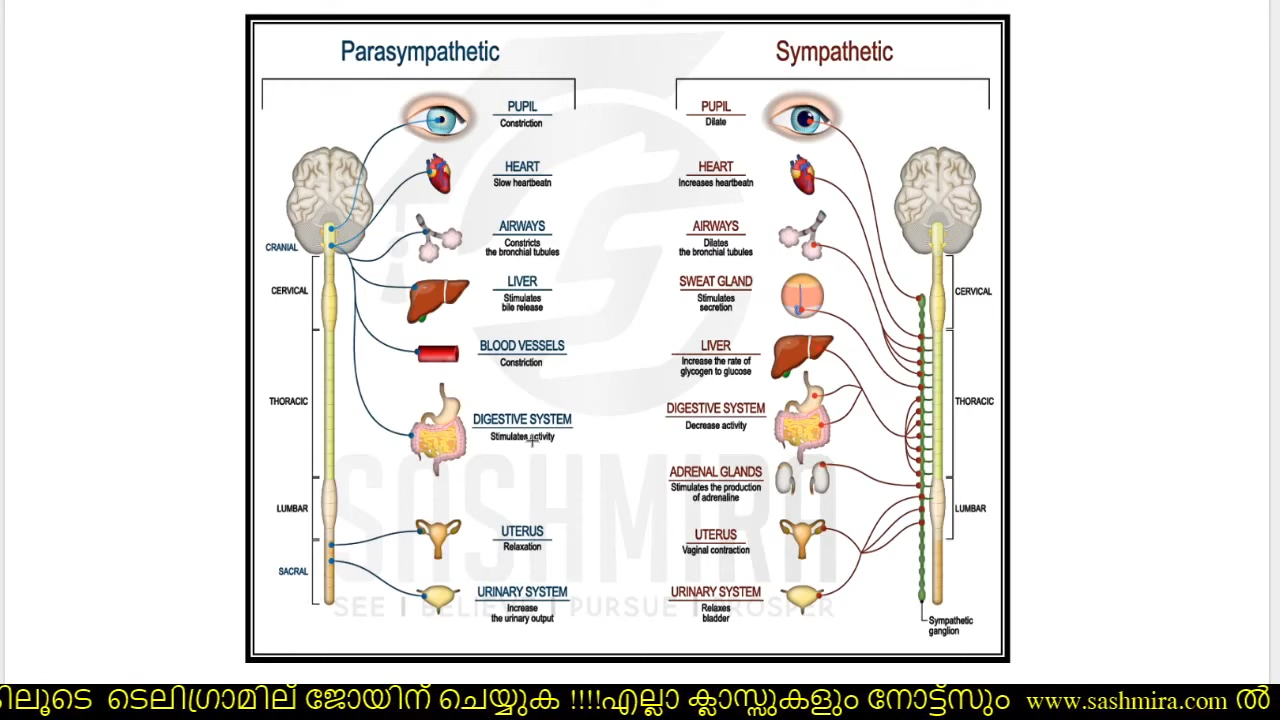 Parasympathetic
PUPIL
Constriction
HEART
Slow heartbeatn
AIRWAYS
Constricts
the bronchial tubules
LIVER
Stimulates
bile release
BLOOD VESSELS
Constriction
DIGESTIVE SYSTEM
Stimulates activity
UTERUS
Relaxation
URINARY SYSTEM
Increase
the urinary output
CRANIAL
CERVICAL
THORACIC
LUMBAR
SACRAL
Sympathetic
PUPIL
Dilate
HEART
Increases heartbeatn
AIRWAYS
Dilates
the bronchial tubules
SWEAT GLAND
Stimulates
secretion
LIVER
Increase the rate of
glycogen to glucose
DIGESTIVE SYSTEM
Decrease activity
ADRENAL GLANDS
Stimulates the production
of adrenaline
UTERUS
Vaginal contraction
URINARY SYSTEM
Relaxes
bladder
CERVICAL
THORACIC
LUMBAR
Sympathetic
ganglion
SASHMIRA
SEE | BELIEVE | PURSUE | PROSPER
ടെലിഗ്രാമില് ജോയിന് ചെയ്യുക !!!!എല്ലാ ക്ലാസ്സുകളും നോട്ട്സും www.sashmira.com ൽ